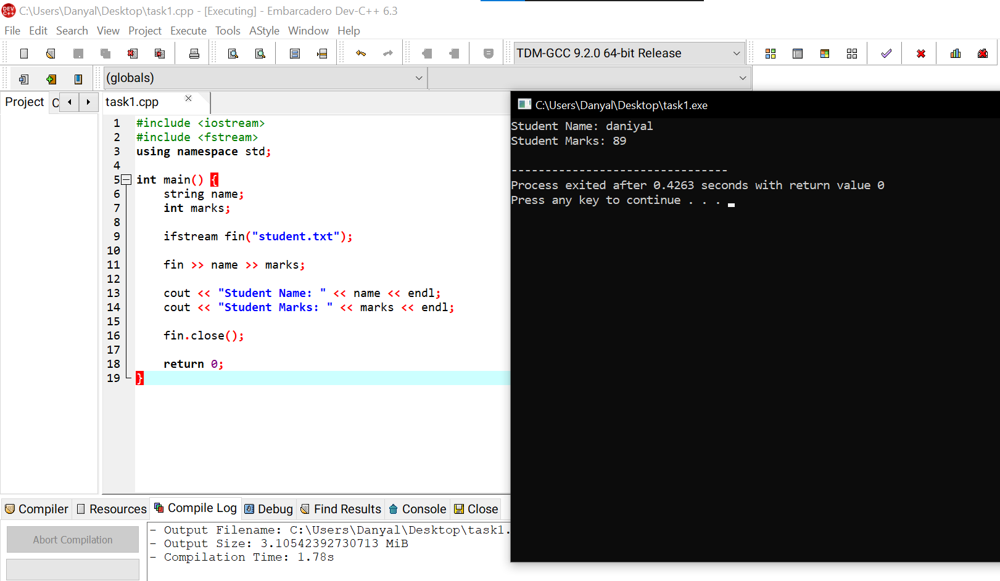 DEV C++ C:\Users\Danyal\Desktop\task1.cpp - [Executing] - Embarcadero Dev-C++ 6.3
File Edit Search View Project Execute Tools AStyle Window Help
TDM-GCC 9.2.0 64-bit Release
(globals)
Project C task1.cpp
1 #include <iostream>
2 #include <fstream>
3 using namespace std;
4
5 int main() {
6 string name;
7 int marks;
8
9 ifstream fin("student.txt");
10
11 fin >> name >> marks;
12
13 cout << "Student Name: " << name << endl;
14 cout << "Student Marks: " << marks << endl;
15
16 fin.close();
17
18 return 0;
19 }
C:\Users\Danyal\Desktop\task1.exe
Student Name: daniyal
Student Marks: 89
--------------------------------
Process exited after 0.4263 seconds with return value 0
Press any key to continue . . .
Compiler Resources Compile Log Debug Find Results Console Close
Abort Compilation
- Output Filename: C:\Users\Danyal\Desktop\task1.
- Output Size: 3.10542392730713 MiB
- Compilation Time: 1.78s